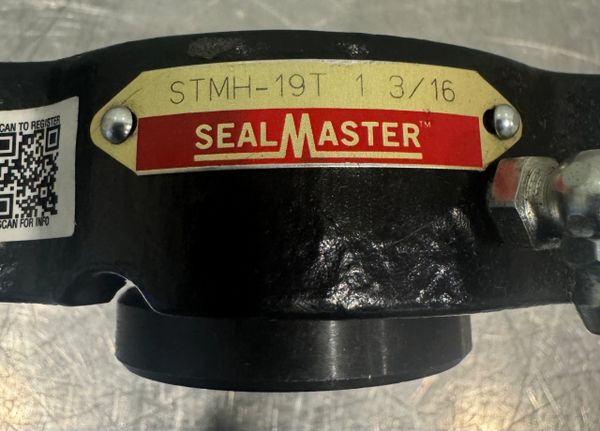 STMH-19T 1 3/16
SEALMASTER™
SCAN TO REGISTER
SCAN FOR INFO